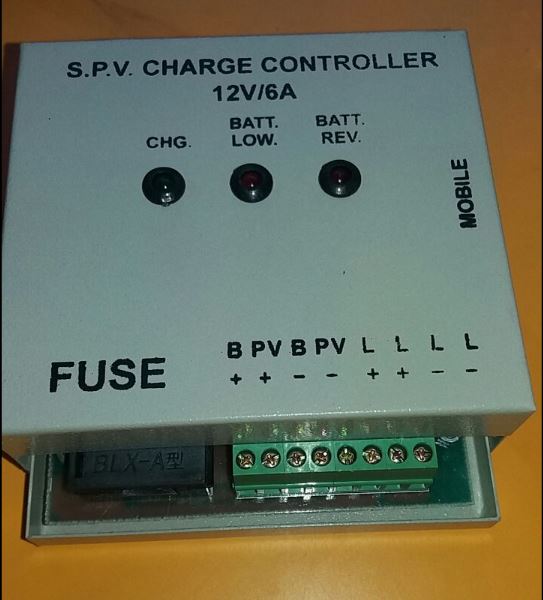 S.P.V. CHARGE CONTROLLER
12V/6A
CHG.
BATT.
LOW.
BATT.
REV.
MOBILE
B PV B PV L L L L
+ + - - + + - -
FUSE
BLX-A型